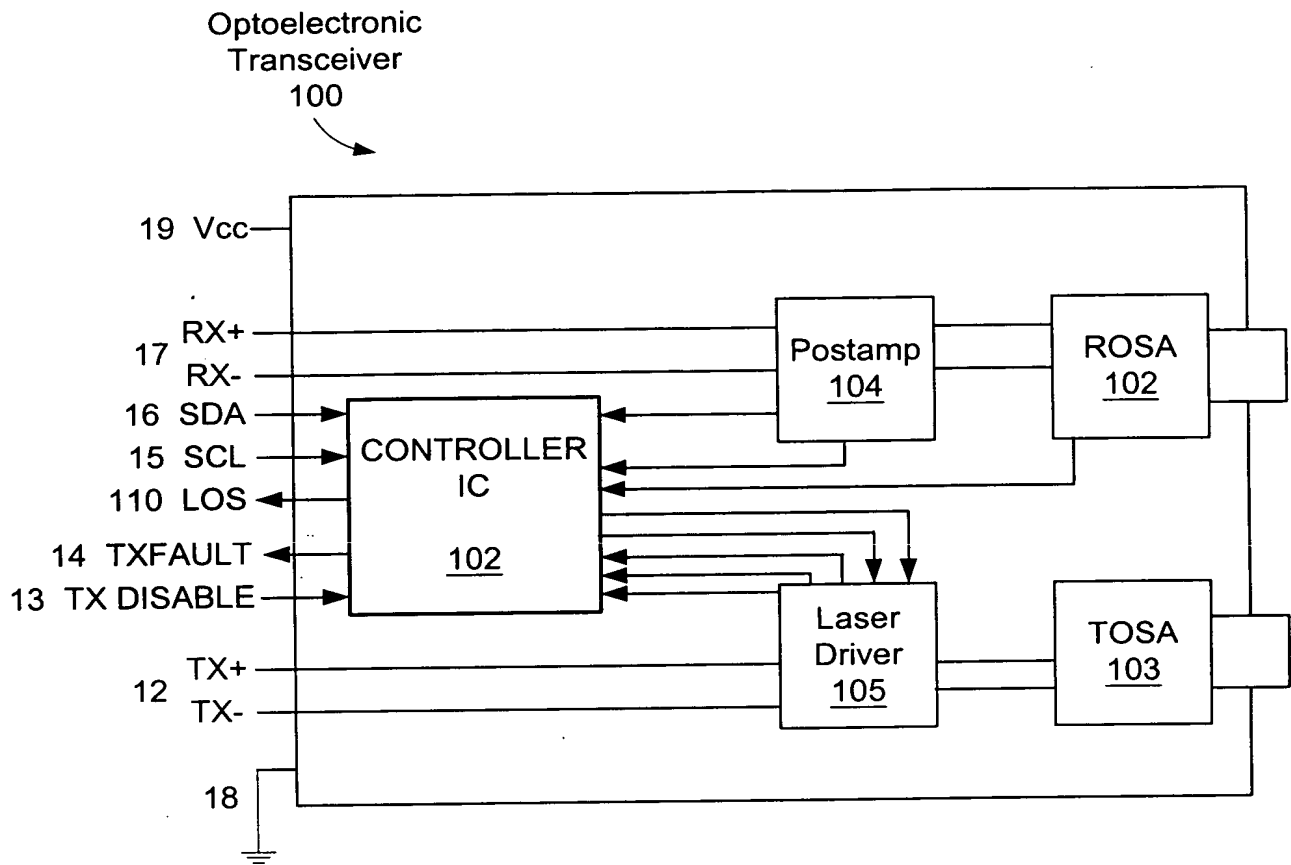 Optoelectronic
Transceiver
100
19 Vcc
RX+
17
RX-
16 SDA
15 SCL
110 LOS
14 TXFAULT
13 TX DISABLE
TX+
12
TX-
18
CONTROLLER
IC
102
Postamp
104
ROSA
102
Laser
Driver
105
TOSA
103